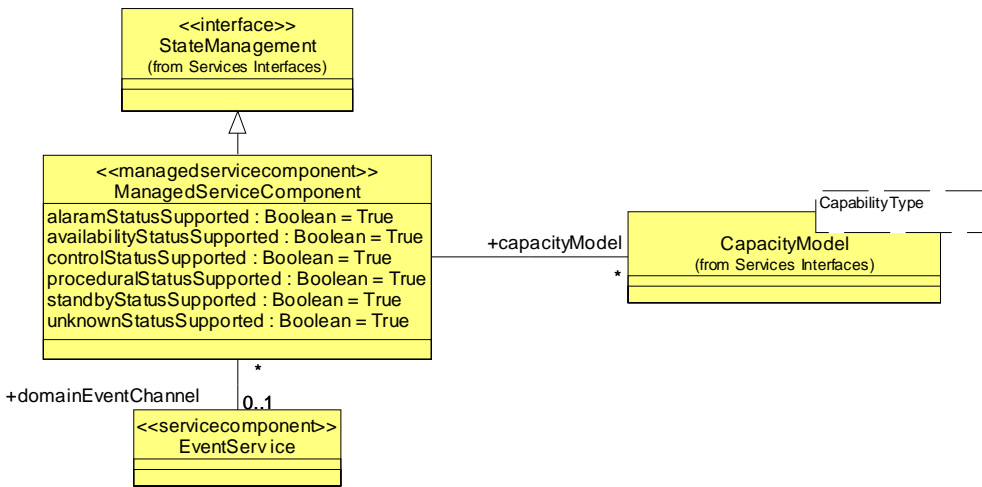 <<interface>>
StateManagement
(from Services Interfaces)
<<managedservicecomponent>>
ManagedServiceComponent
alaramStatusSupported : Boolean = True
availabilityStatusSupported : Boolean = True
controlStatusSupported : Boolean = True
proceduralStatusSupported : Boolean = True
standbyStatusSupported : Boolean = True
unknownStatusSupported : Boolean = True
+capacityModel
*
CapabilityType
CapacityModel
(from Services Interfaces)
*
+domainEventChannel
0..1
<<servicecomponent>>
EventService